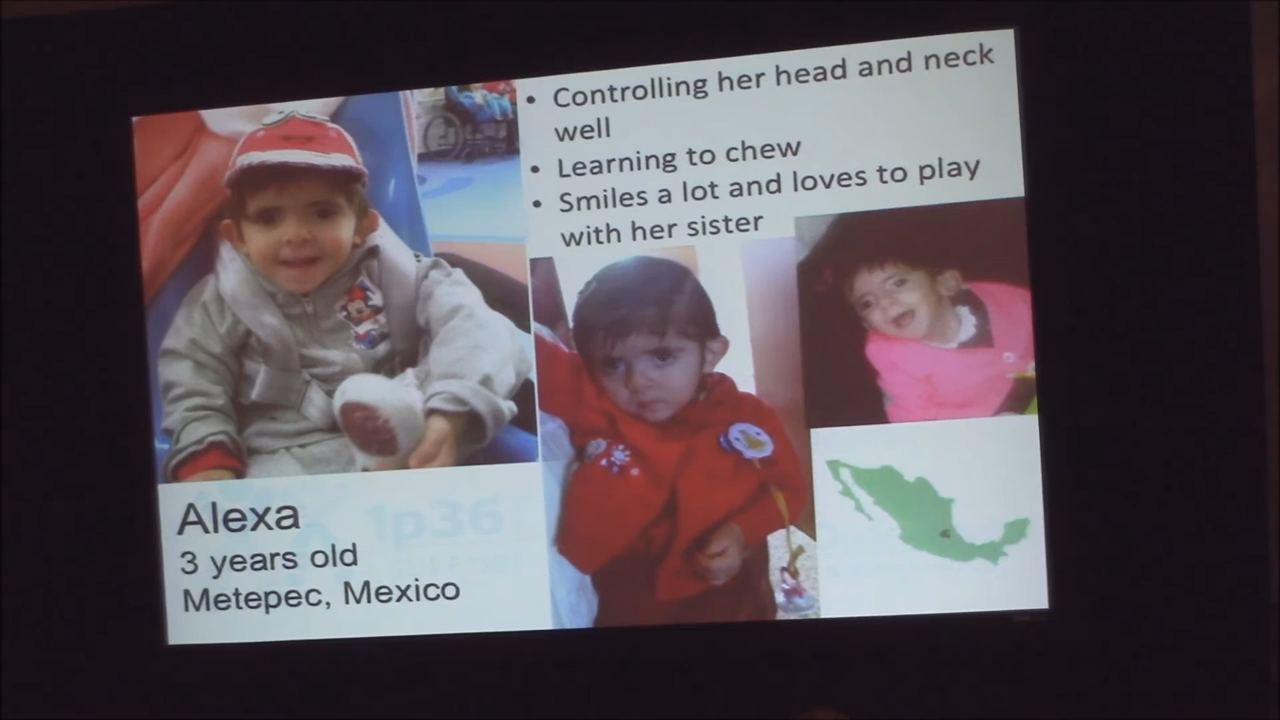 • Controlling her head and neck
well
• Learning to chew
• Smiles a lot and loves to play
with her sister
Alexa
1p36
3 years old
Metepec, Mexico